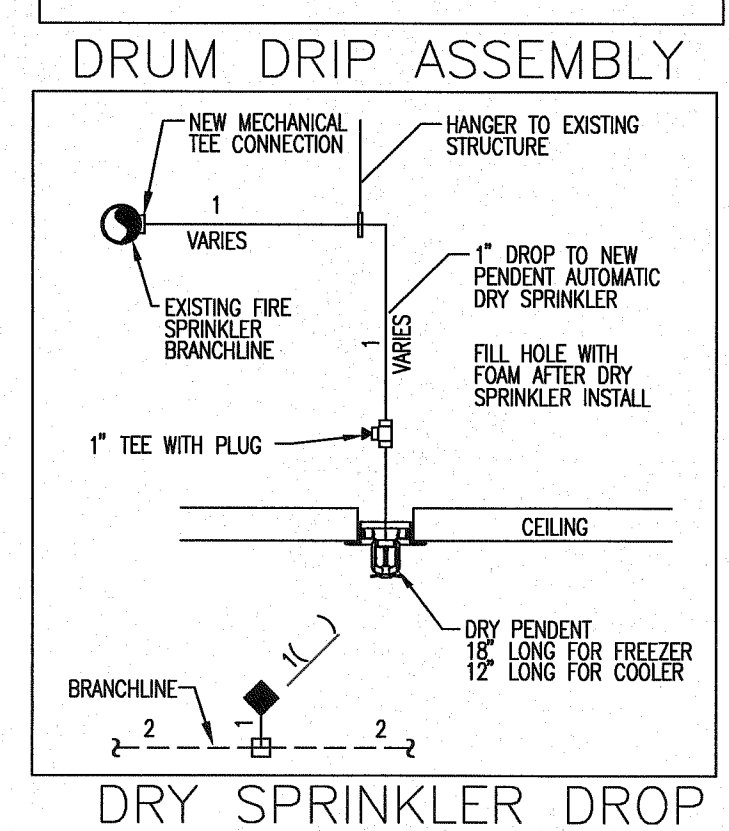 DRUM DRIP ASSEMBLY
NEW MECHANICAL
TEE CONNECTION
HANGER TO EXISTING
STRUCTURE
1
VARIES
1" DROP TO NEW
PENDENT AUTOMATIC
DRY SPRINKLER
EXISTING FIRE
SPRINKLER
BRANCHLINE
1
VARIES
FILL HOLE WITH
FOAM AFTER DRY
SPRINKLER INSTALL
1" TEE WITH PLUG
CEILING
DRY PENDENT
18" LONG FOR FREEZER
12" LONG FOR COOLER
1( )
BRANCHLINE
1
2
2
DRY SPRINKLER DROP